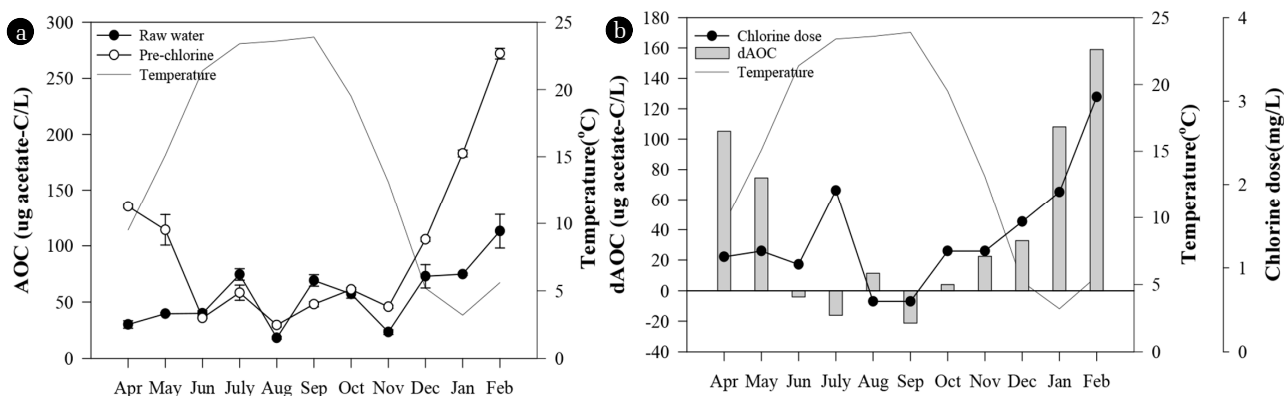 a
300
250
200
150
100
50
0
AOC (ug acetate-C/L)
Raw water
Pre-chlorine
Temperature
25
20
15
10
5
0
Temperature(°C)
Apr May Jun July Aug Sep Oct Nov Dec Jan Feb
b
180
160
140
120
100
80
60
40
20
0
-20
-40
dAOC (ug acetate-C/L)
Chlorine dose
dAOC
Temperature
25
20
15
10
5
0
Temperature(°C)
4
3
2
1
0
Chlorine dose(mg/L)
Apr May Jun July Aug Sep Oct Nov Dec Jan Feb